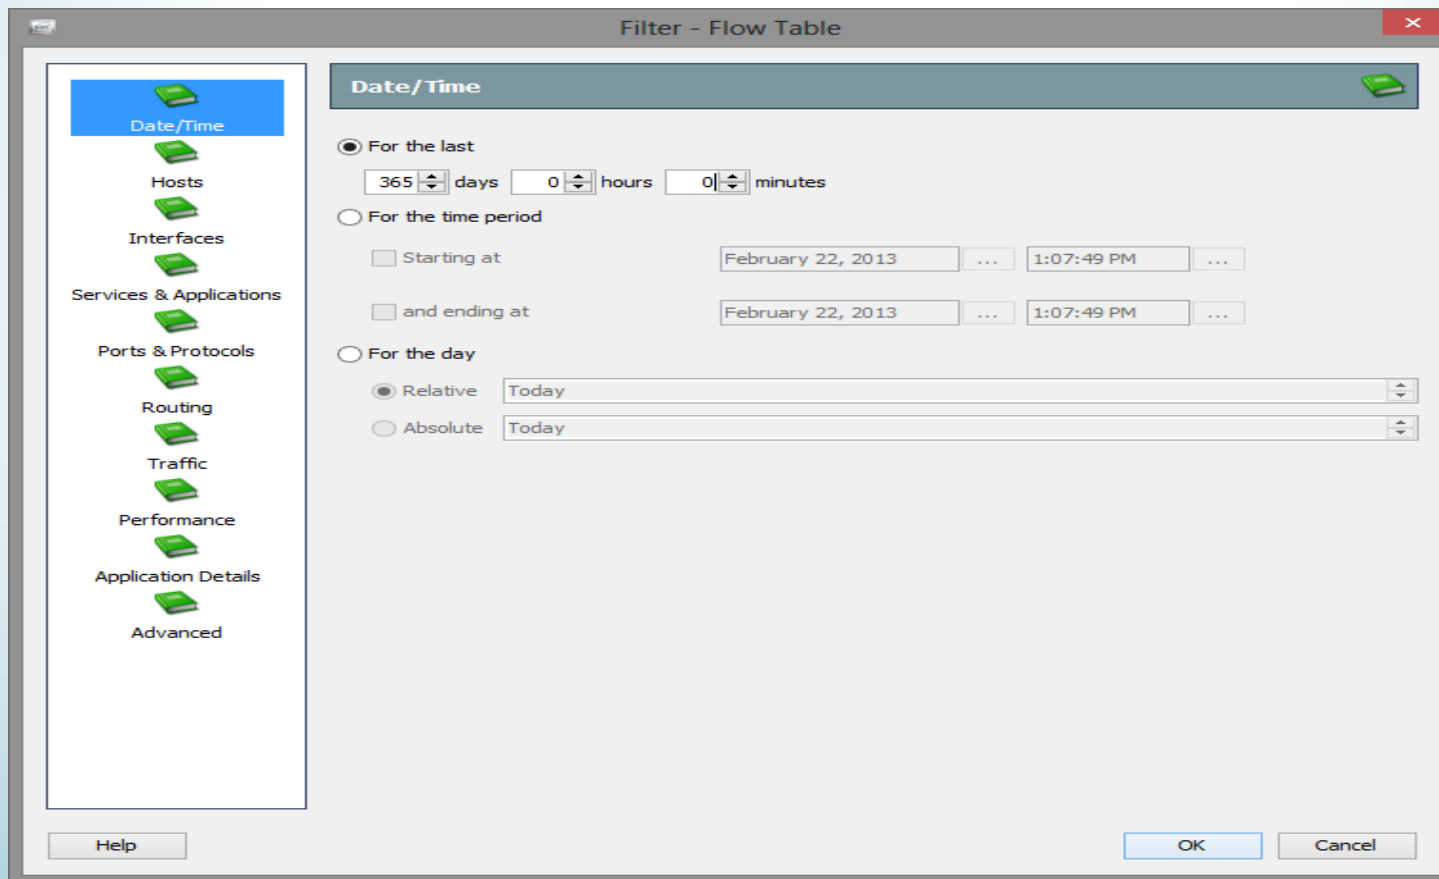 Filter - Flow Table
Date/Time
Hosts
Interfaces
Services & Applications
Ports & Protocols
Routing
Traffic
Performance
Application Details
Advanced
Date/Time
For the last
365 days 0 hours 0 minutes
For the time period
Starting at February 22, 2013 ... 1:07:49 PM ...
and ending at February 22, 2013 ... 1:07:49 PM ...
For the day
Relative Today
Absolute Today
Help OK Cancel